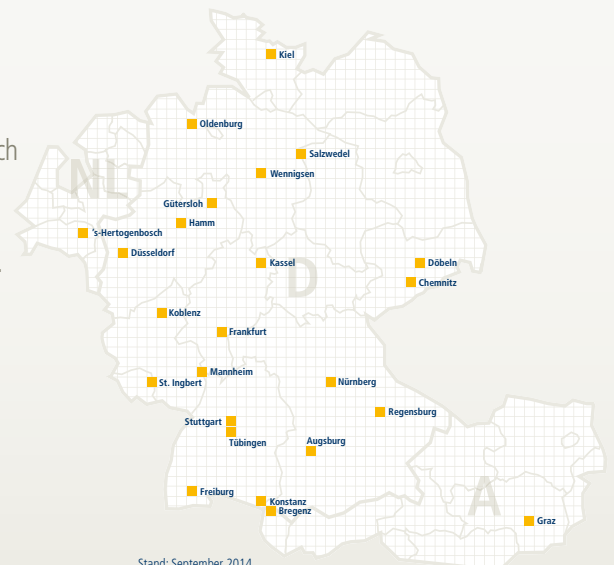 Kiel
Oldenburg
ch
Salzwedel
NL
Wennigsen
Gütersloh
Hamm
's-Hertogenbosch
Düsseldorf
Kassel
D
Döbeln
Chemnitz
Koblenz
Frankfurt
Mannheim
St. Ingbert
Nürnberg
Regensburg
Stuttgart
Tübingen
Augsburg
Freiburg
Konstanz
Bregenz
A
Graz
Stand: September 2014